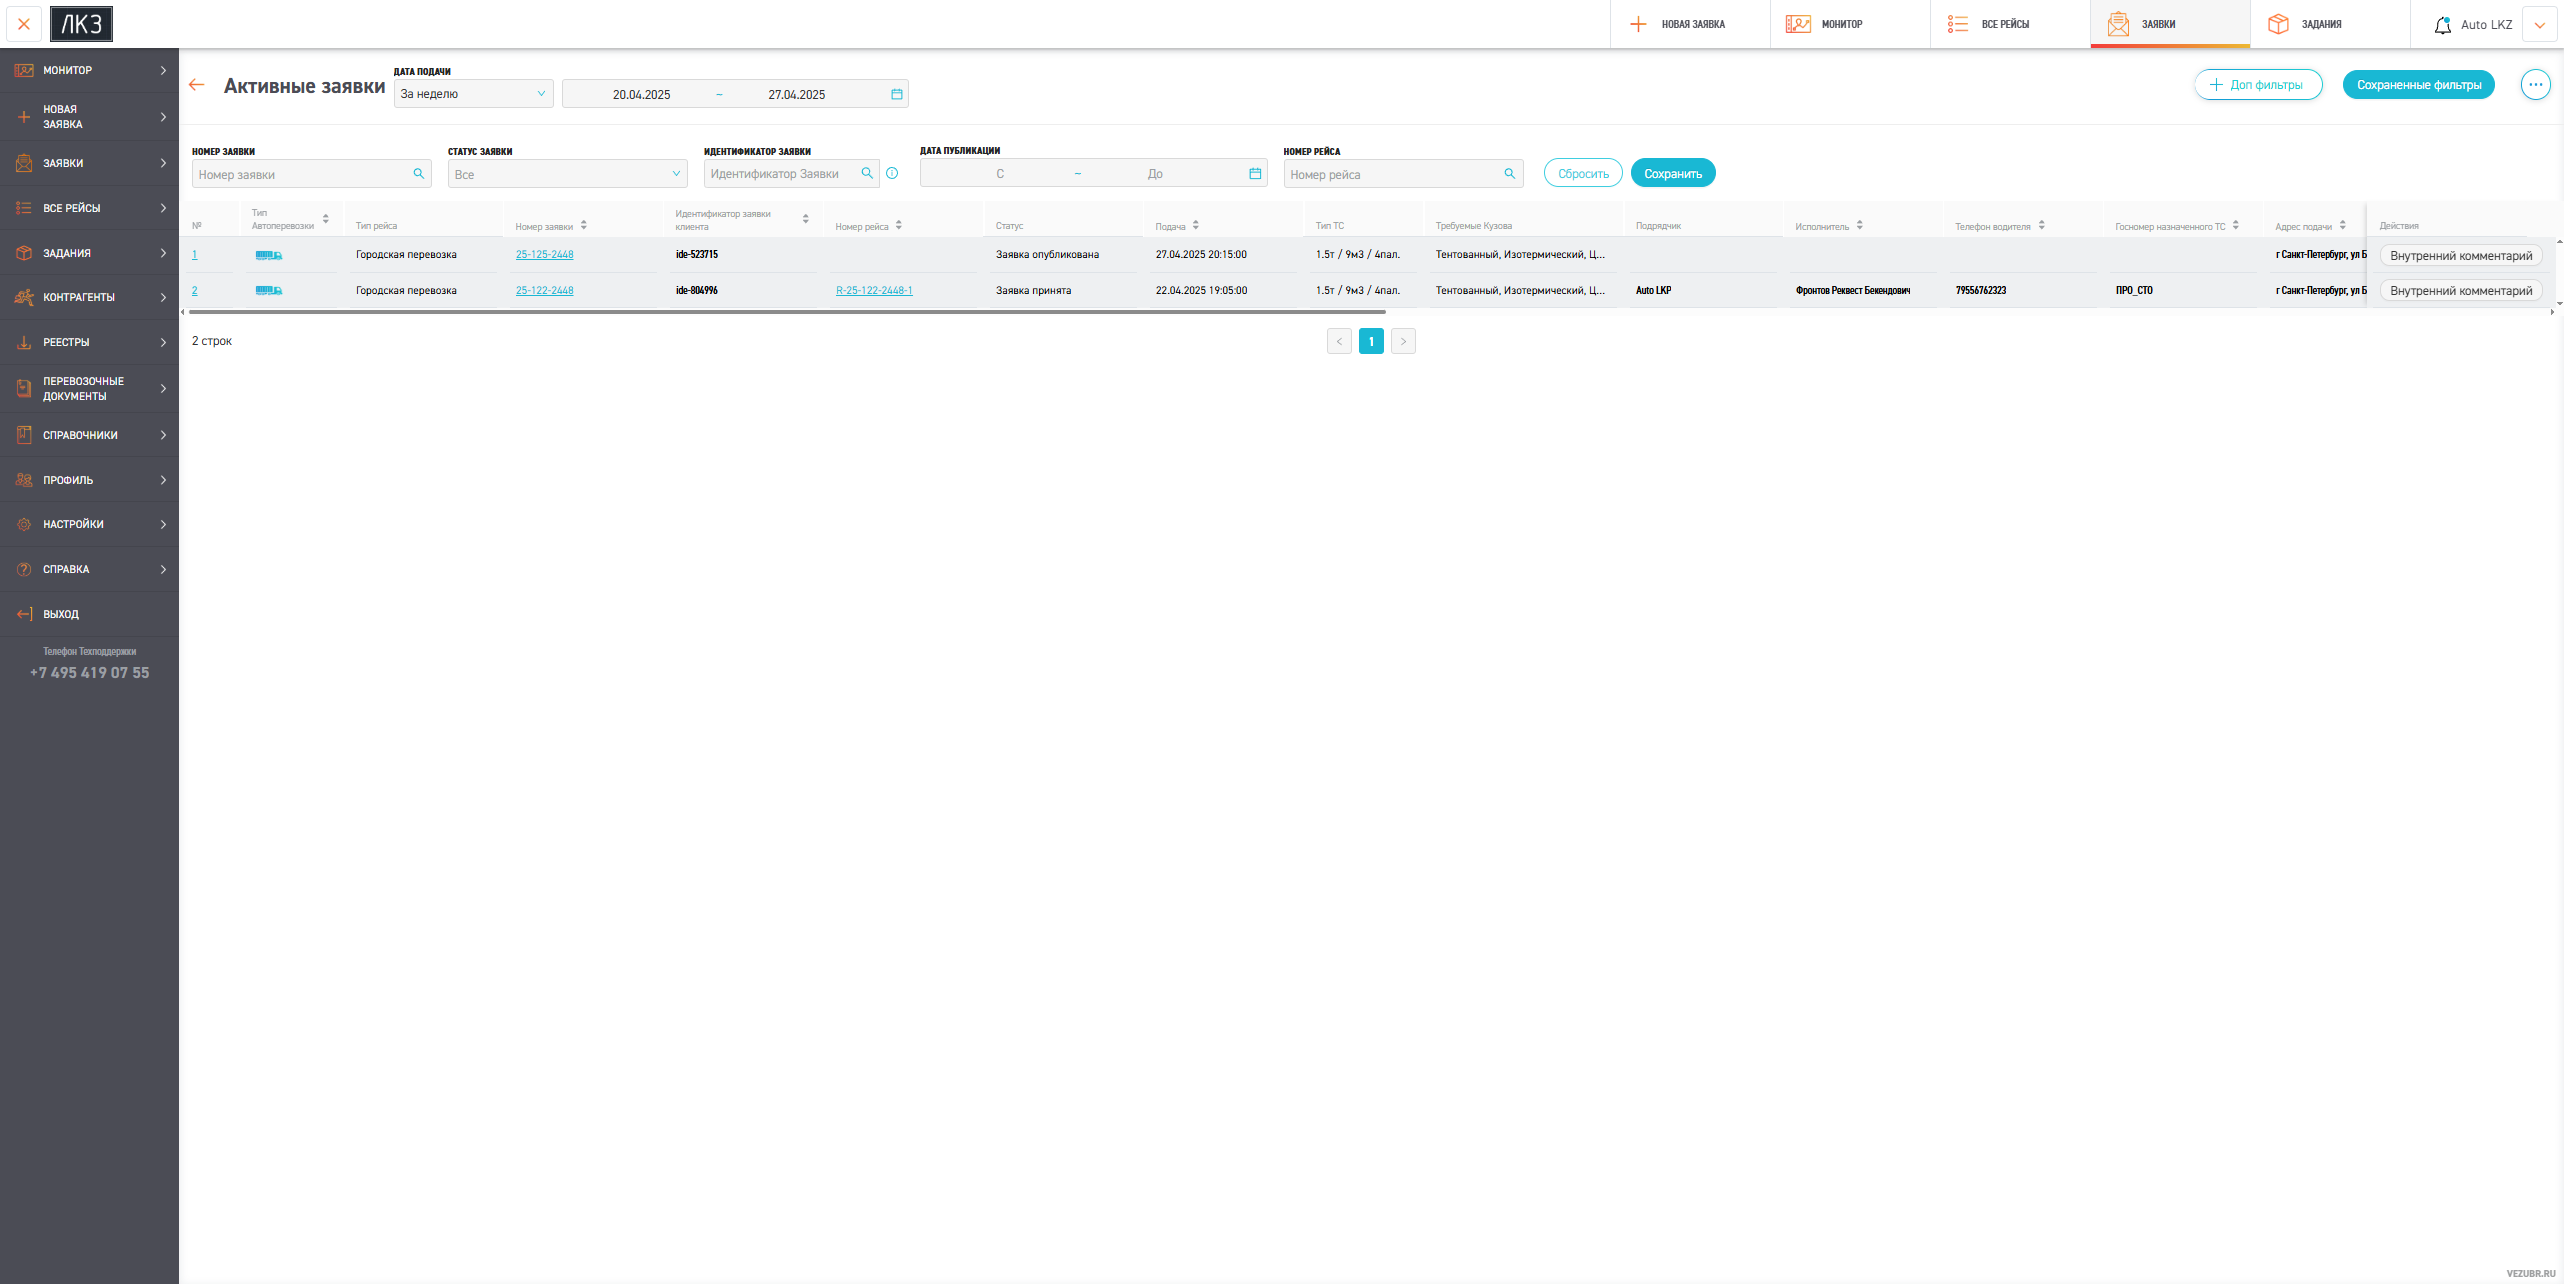 ЛКЗ
НОВАЯ ЗАЯВКА
МОНИТОР
ВСЕ РЕЙСЫ
ЗАЯВКИ
ЗАДАНИЯ
Auto LKZ
МОНИТОР
НОВАЯ
ЗАЯВКА
ЗАЯВКИ
ВСЕ РЕЙСЫ
ЗАДАНИЯ
КОНТРАГЕНТЫ
РЕЕСТРЫ
ПЕРЕВОЗОЧНЫЕ
ДОКУМЕНТЫ
СПРАВОЧНИКИ
ПРОФИЛЬ
НАСТРОЙКИ
СПРАВКА
ВЫХОД
Телефон Техподдержки
+7 495 419 07 55
Активные заявки
ДАТА ПОДАЧИ
За неделю
20.04.2025 ~ 27.04.2025
Доп фильтры
Сохраненные фильтры
НОМЕР ЗАЯВКИ
Номер заявки
СТАТУС ЗАЯВКИ
Все
ИДЕНТИФИКАТОР ЗАЯВКИ
Идентификатор Заявки
ДАТА ПУБЛИКАЦИИ
С ~ До
НОМЕР РЕЙСА
Номер рейса
Сбросить
Сохранить
№ Тип Автоперевозки Тип рейса Номер заявки Идентификатор заявки клиента Номер рейса Статус Подача Тип ТС Требуемые Кузова Подрядчик Исполнитель Телефон водителя Госномер назначенного ТС Адрес подачи Действия
1 Городская перевозка 25-125-2448 ide-523715 Заявка опубликована 27.04.2025 20:15:00 1.5т / 9м3 / 4пал. Тентованный, Изотермический, Ц... г Санкт-Петербург, ул Б Внутренний комментарий
2 Городская перевозка 25-122-2448 ide-804996 R-25-122-2448-1 Заявка принята 22.04.2025 19:05:00 1.5т / 9м3 / 4пал. Тентованный, Изотермический, Ц... Auto LKP Фронтов Реквест Бекендович 79556762323 ПРО_СТО г Санкт-Петербург, ул Б Внутренний комментарий
2 строк
< 1 >
VEZUBR.RU